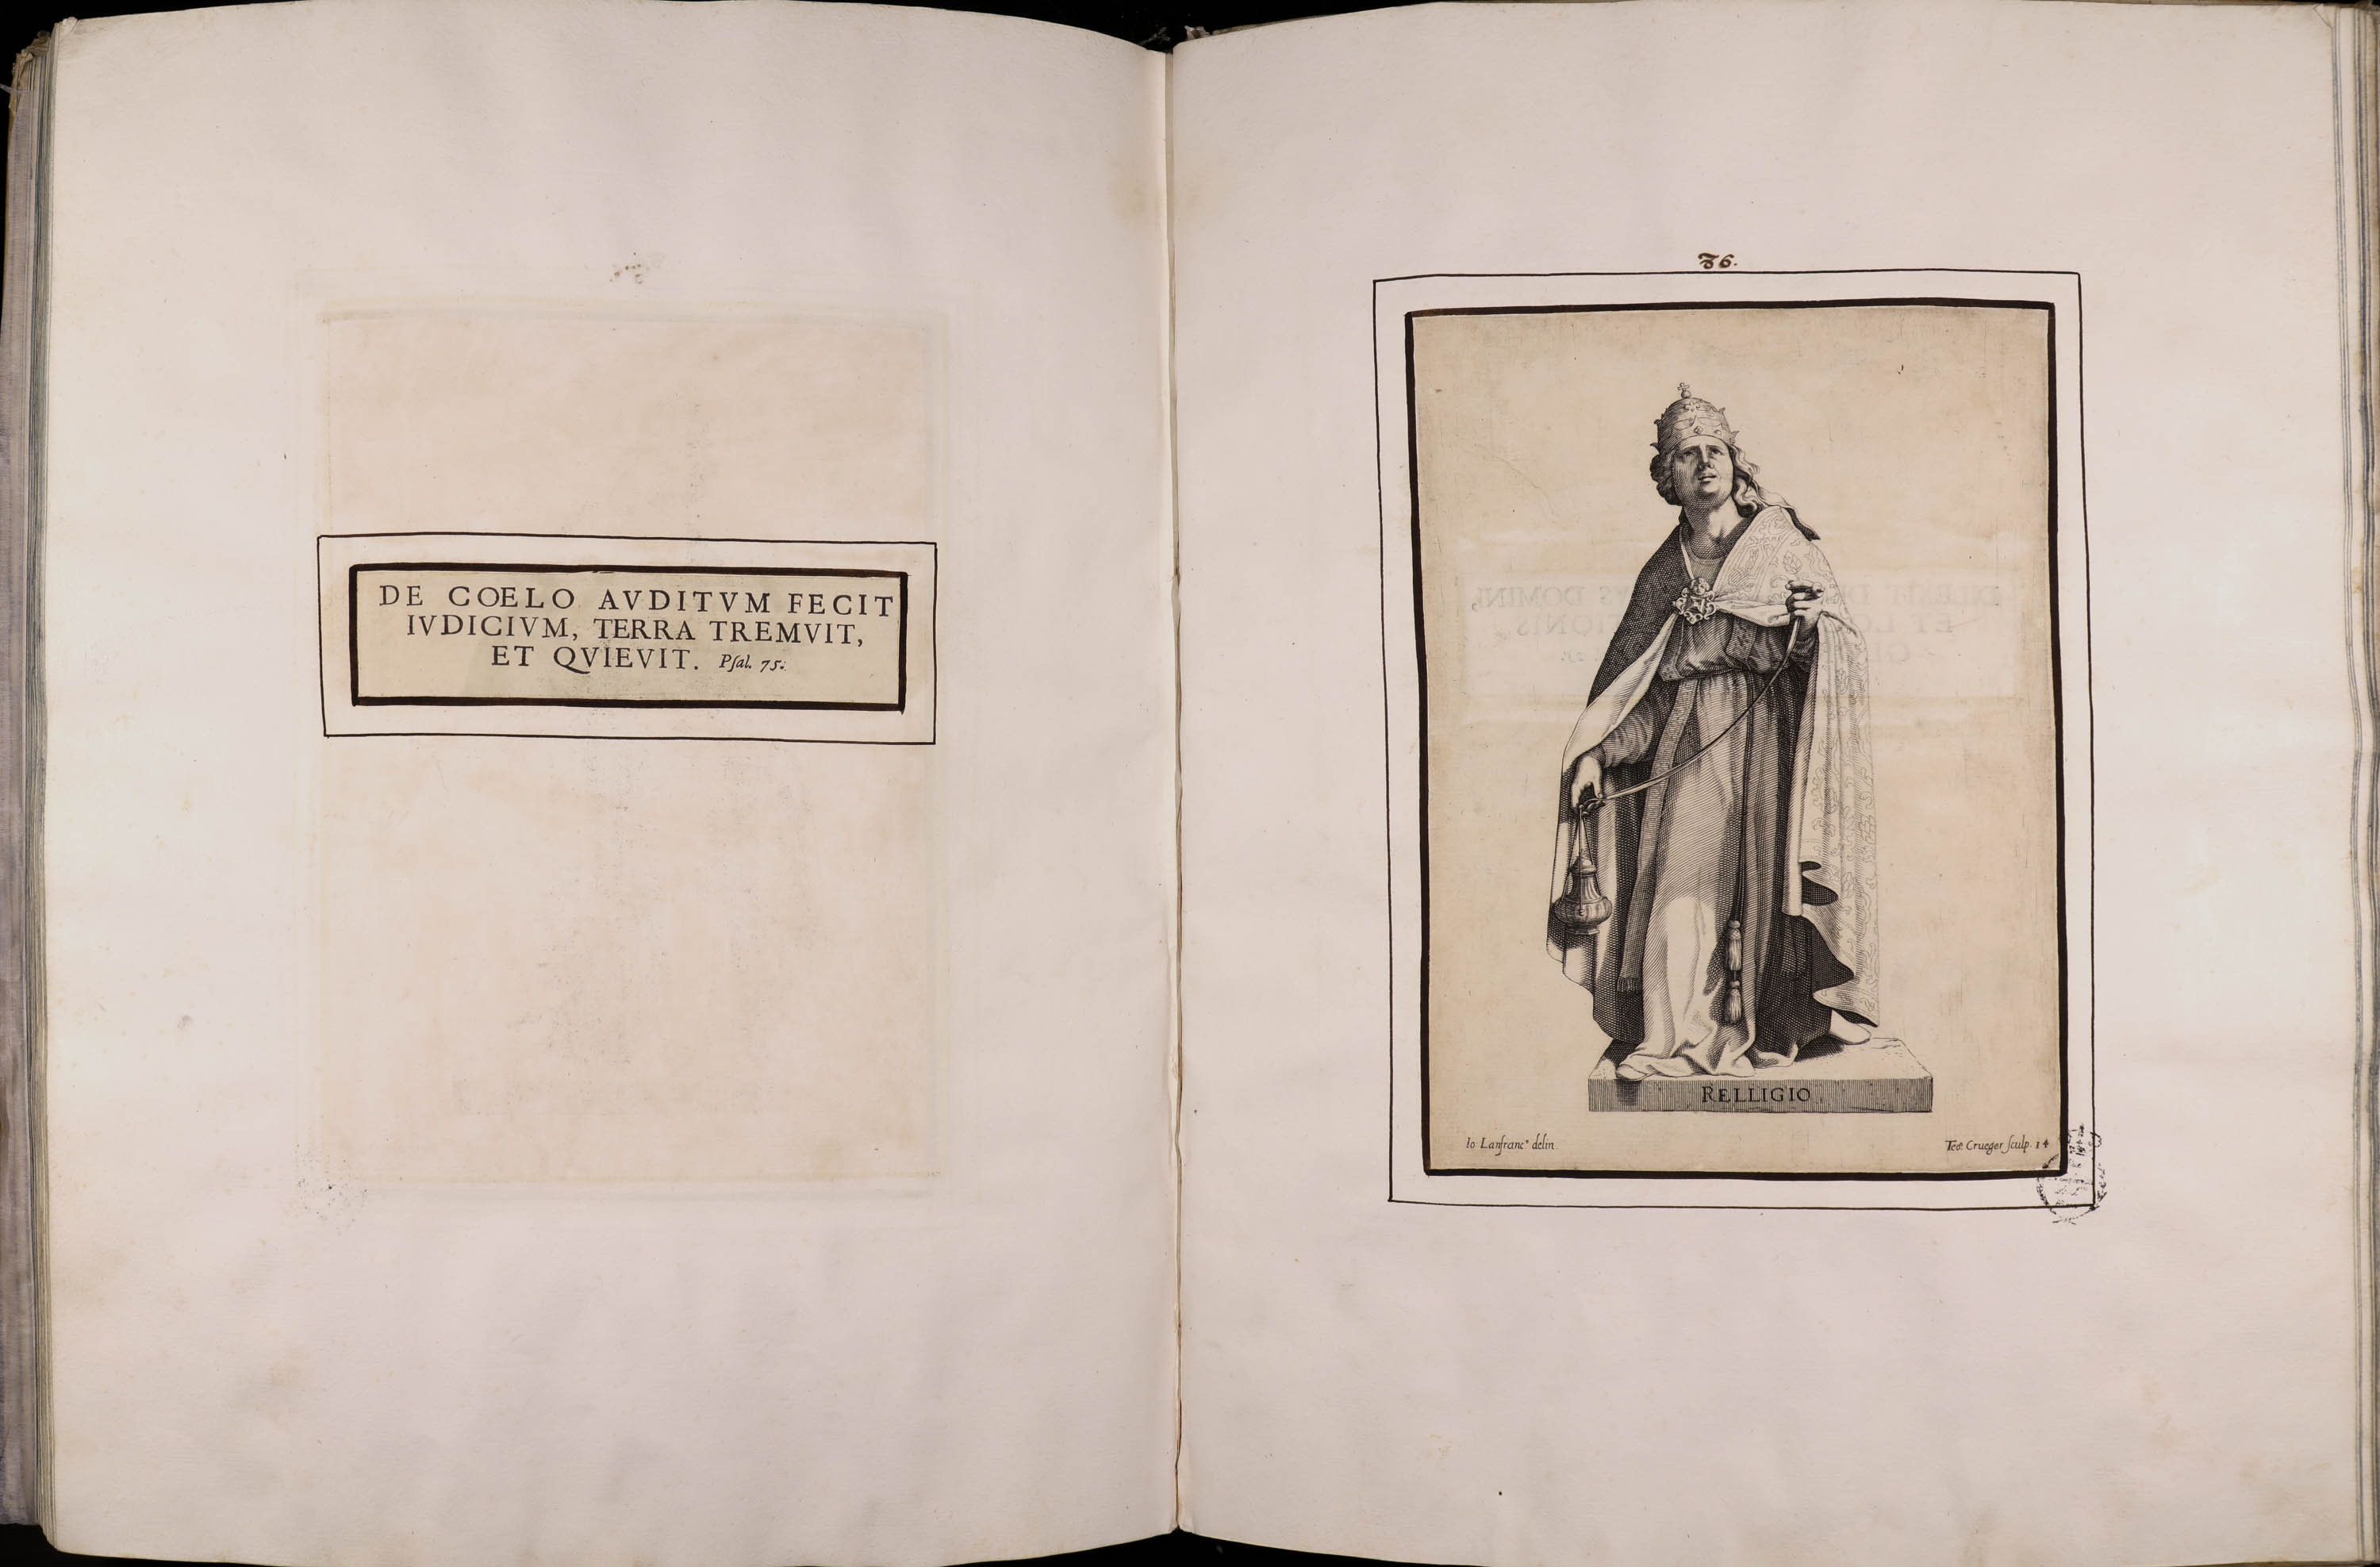 DE COELO AVDITVM FECIT
IVDICIVM, TERRA TREMVIT,
ET QVIEVIT. Psal. 75.
36.
RELLIGIO
Io. Lanfranc° delin
Teo. Crueger sculp. 14